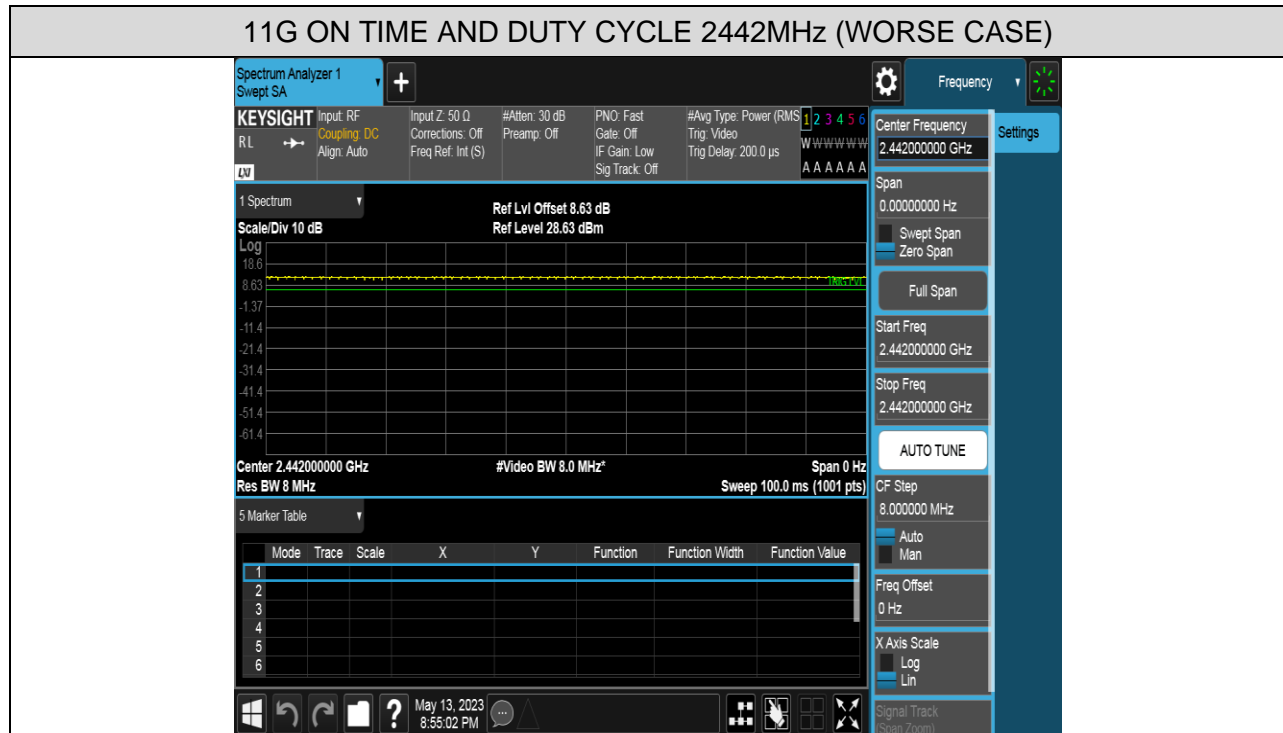 11G ON TIME AND DUTY CYCLE 2442MHz (WORSE CASE)
Spectrum Analyzer 1
Swept SA
Frequency
KEYSIGHT
RL
LXI
Input: RF
Coupling: DC
Align: Auto
Input Z: 50 Ω
Corrections: Off
Freq Ref: Int (S)
#Atten: 30 dB
Preamp: Off
PNO: Fast
Gate: Off
IF Gain: Low
Sig Track: Off
#Avg Type: Power (RMS
Trig: Video
Trig Delay: 200.0 µs
1 2 3 4 5 6
W W W W W W
A A A A A A
Center Frequency
2.442000000 GHz
Settings
Span
0.00000000 Hz
Swept Span
Zero Span
Full Span
Start Freq
2.442000000 GHz
Stop Freq
2.442000000 GHz
AUTO TUNE
CF Step
8.000000 MHz
Auto
Man
Freq Offset
0 Hz
X Axis Scale
Log
Lin
Signal Track
(Span Zoom)
1 Spectrum
Scale/Div 10 dB
Ref Lvl Offset 8.63 dB
Ref Level 28.63 dBm
Log
18.6
8.63
-1.37
-11.4
-21.4
-31.4
-41.4
-51.4
-61.4
TRIG LVL
Center 2.442000000 GHz
#Video BW 8.0 MHz*
Span 0 Hz
Res BW 8 MHz
Sweep 100.0 ms (1001 pts)
5 Marker Table
Mode Trace Scale X Y Function Function Width Function Value
1
2
3
4
5
6
May 13, 2023
8:55:02 PM